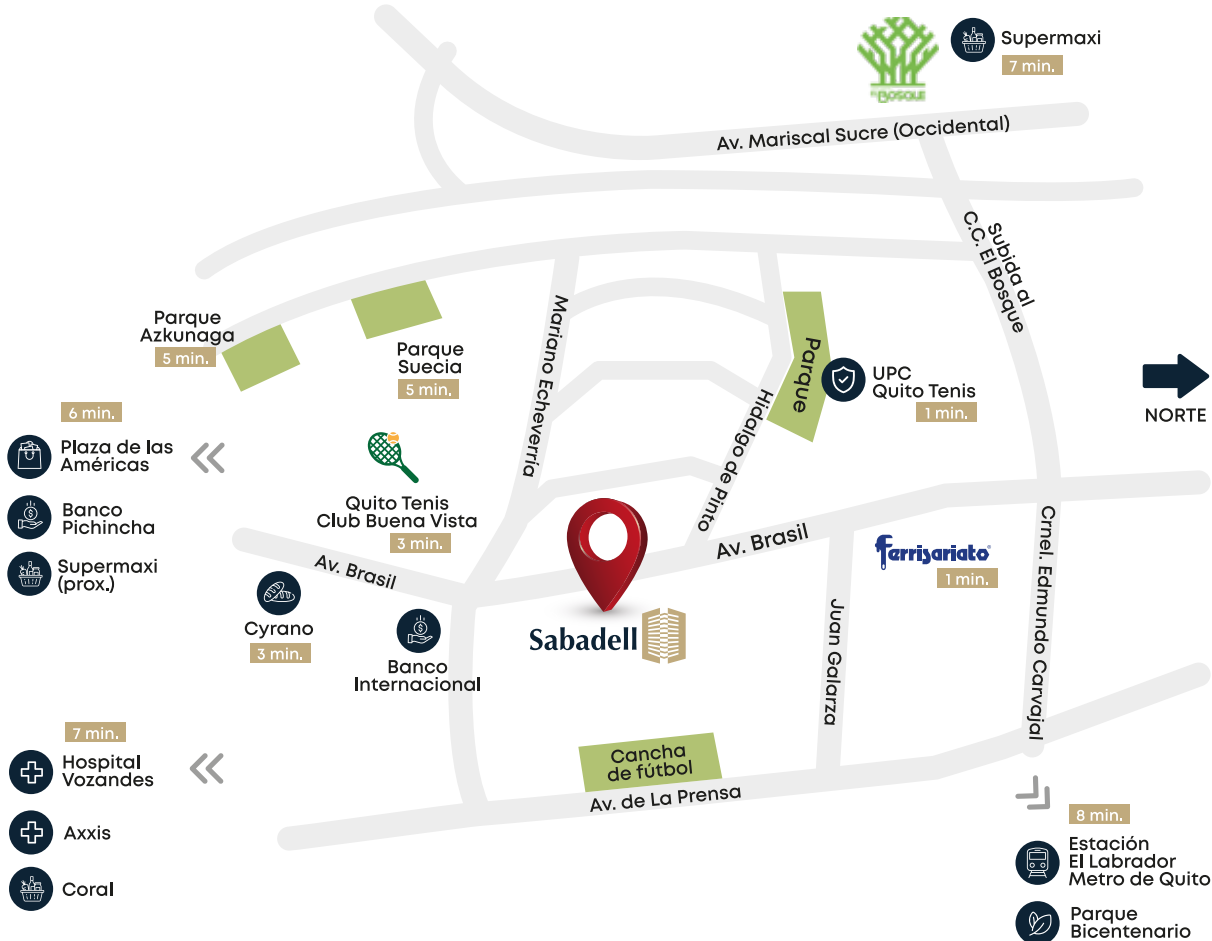 Supermaxi
7 min.
EL BOSQUE
Av. Mariscal Sucre (Occidental)
Subida al
C.C. El Bosque
Parque
Azkunaga
5 min.
Parque
Suecia
5 min.
Mariano Echeverría
Parque
UPC
Quito Tenis
1 min.
Hidalgo de Pinto
NORTE
6 min.
Plaza de las
Américas
Banco
Pichincha
Supermaxi
(prox.)
Quito Tenis
Club Buena Vista
3 min.
Av. Brasil
Av. Brasil
Ferrisariato
1 min.
Crnel. Edmundo Carvajal
Cyrano
3 min.
Banco
Internacional
Sabadell
Juan Galarza
7 min.
Hospital
Vozandes
Axxis
Coral
Cancha
de fútbol
Av. de La Prensa
8 min.
Estación
El Labrador
Metro de Quito
Parque
Bicentenario